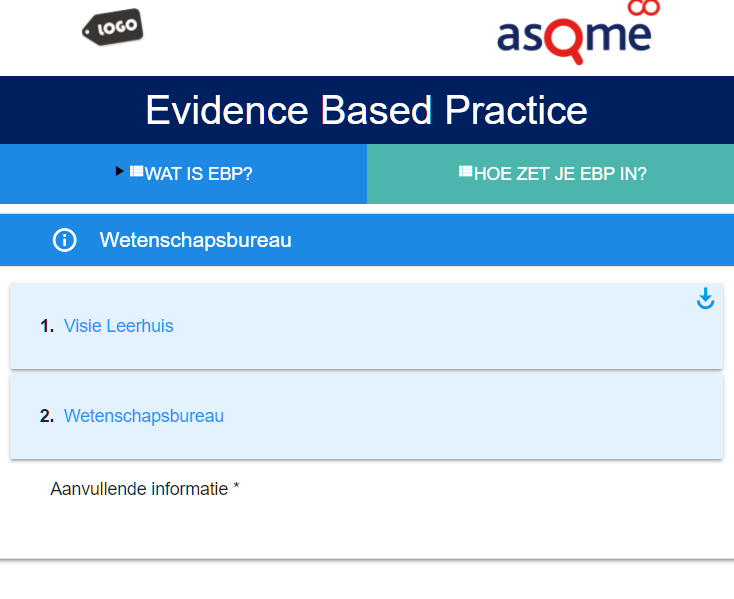 LOGO
asQme
Evidence Based Practice
WAT IS EBP?
HOE ZET JE EBP IN?
Wetenschapsbureau
1. Visie Leerhuis
2. Wetenschapsbureau
Aanvullende informatie *